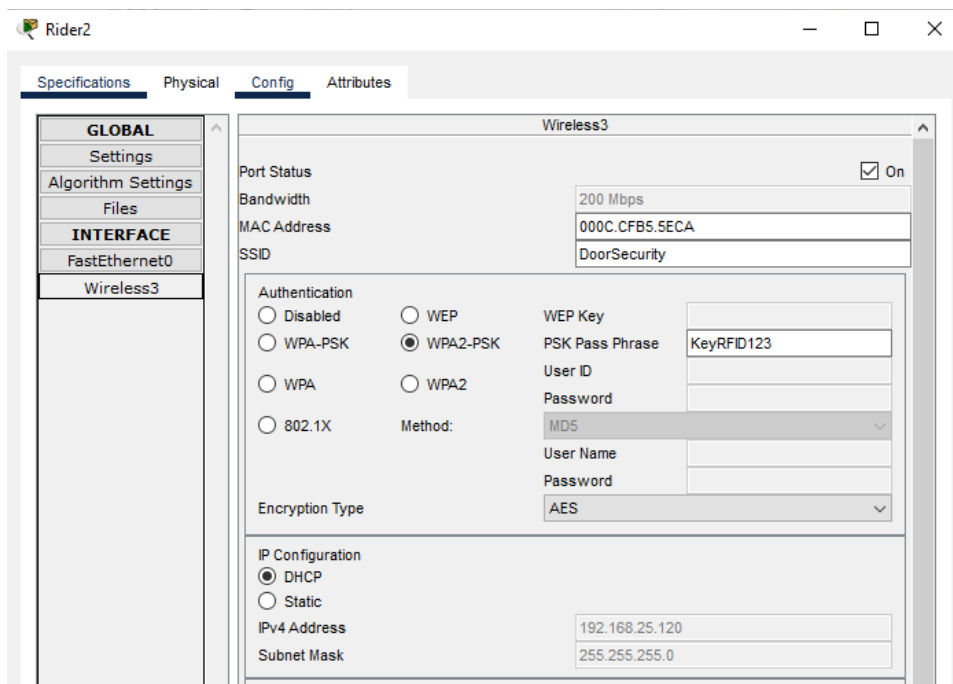 Rider2
Specifications Physical Config Attributes
GLOBAL
Settings
Algorithm Settings
Files
INTERFACE
FastEthernet0
Wireless3
Wireless3
Port Status On
Bandwidth 200 Mbps
MAC Address 000C.CFB5.5ECA
SSID DoorSecurity
Authentication
Disabled WEP WEP Key
WPA-PSK WPA2-PSK PSK Pass Phrase KeyRFID123
User ID
WPA WPA2
Password
802.1X Method: MD5
User Name
Password
Encryption Type AES
IP Configuration
DHCP
Static
IPv4 Address 192.168.25.120
Subnet Mask 255.255.255.0